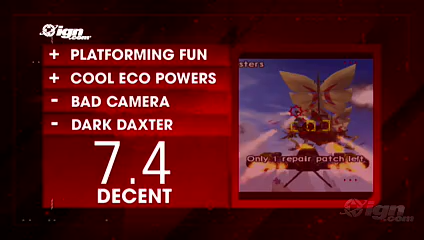 IGN.com
+ PLATFORMING FUN
+ COOL ECO POWERS
- BAD CAMERA
- DARK DAXTER
7.4
DECENT
sters
Only 1 repair patch left
IGN.com